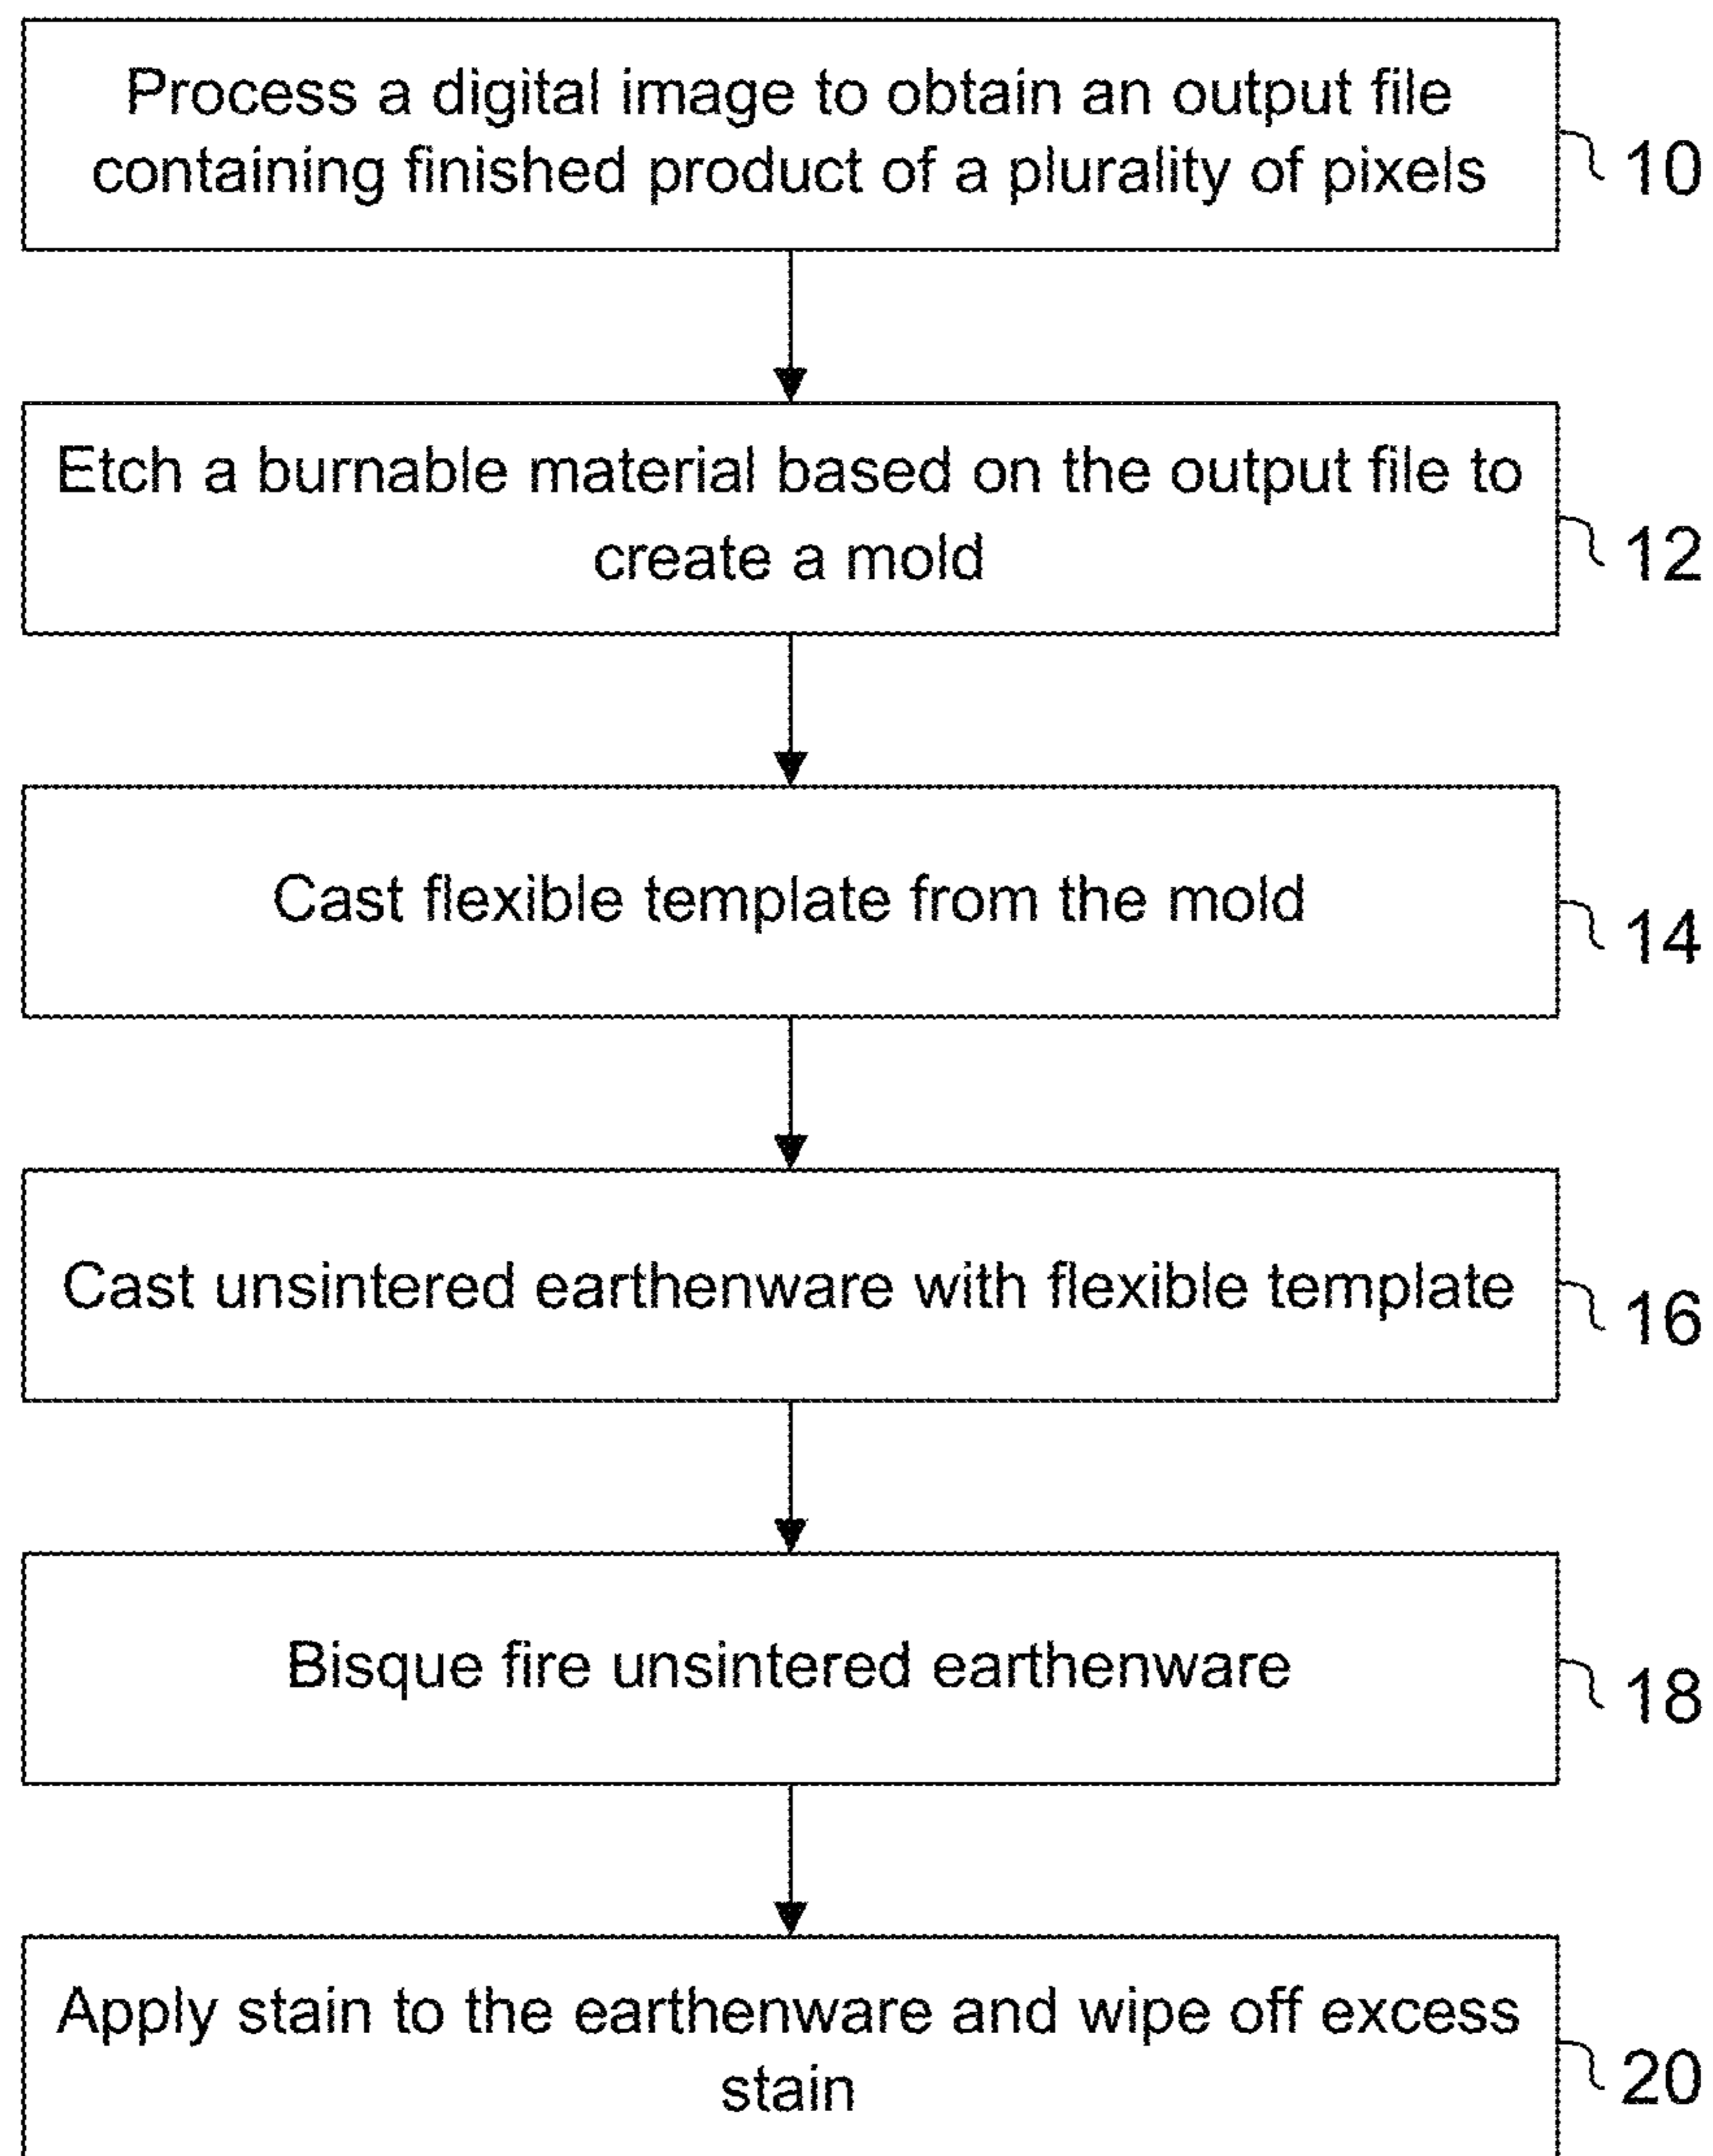 Process a digital image to obtain an output file
containing finished product of a plurality of pixels
10
Etch a burnable material based on the output file to
create a mold
12
Cast flexible template from the mold
14
Cast unsintered earthenware with flexible template
16
Bisque fire unsintered earthenware
18
Apply stain to the earthenware and wipe off excess
stain
20